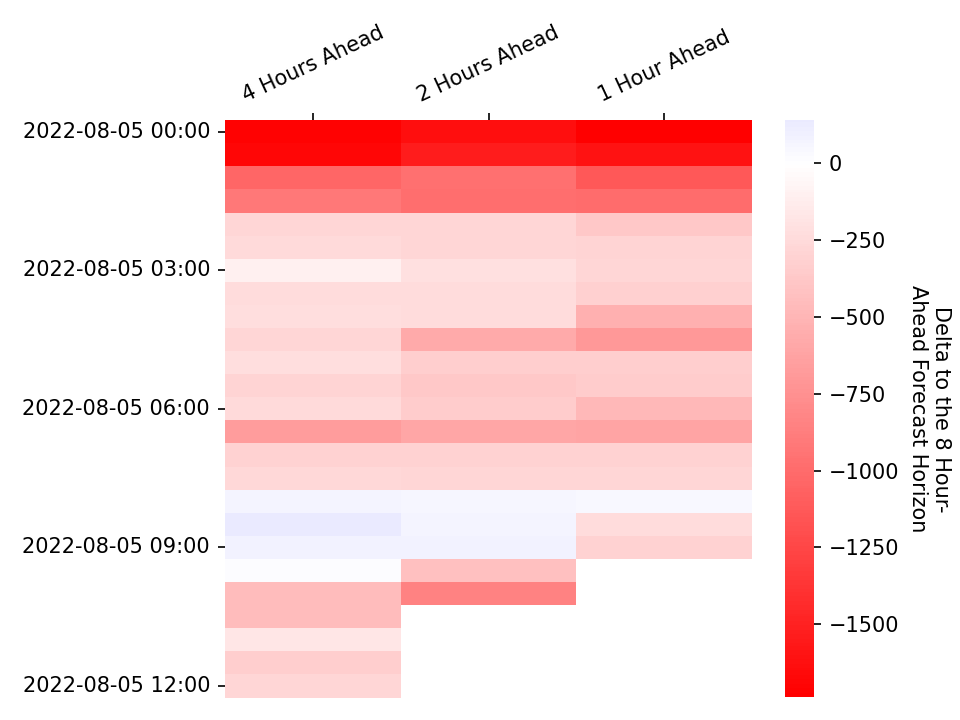 4 Hours Ahead
2 Hours Ahead
1 Hour Ahead
2022-08-05 00:00
2022-08-05 03:00
2022-08-05 06:00
2022-08-05 09:00
2022-08-05 12:00
0
−250
−500
−750
−1000
−1250
−1500
Delta to the 8 Hour-
Ahead Forecast Horizon